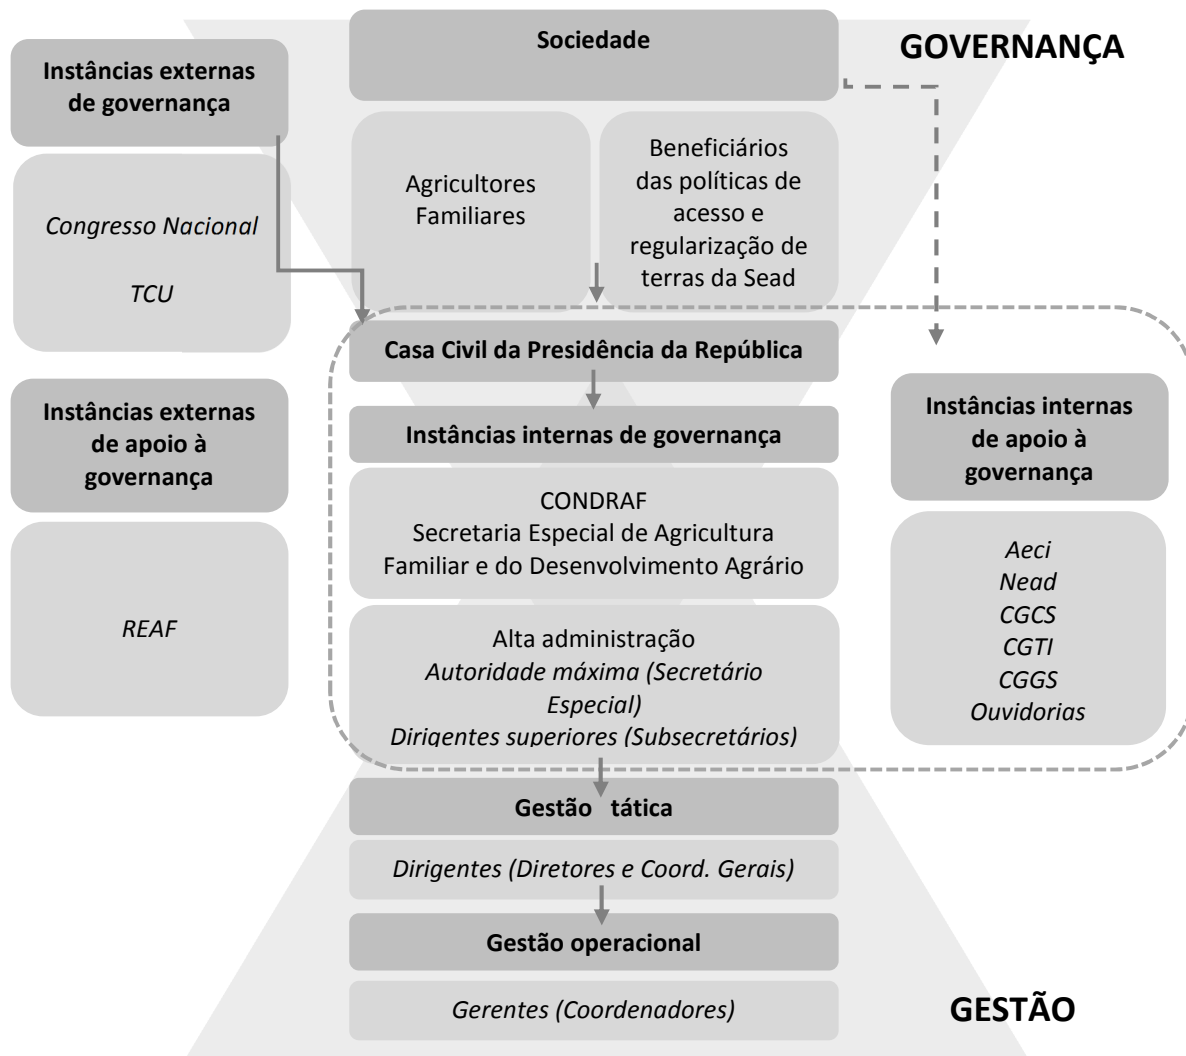 Sociedade
GOVERNANÇA
Instâncias externas
de governança
Congresso Nacional
TCU
Agricultores
Familiares
Beneficiários
das políticas de
acesso e
regularização de
terras da Sead
Casa Civil da Presidência da República
Instâncias externas
de apoio à
governança
REAF
Instâncias internas de governança
CONDRAF
Secretaria Especial de Agricultura
Familiar e do Desenvolvimento Agrário
Alta administração
Autoridade máxima (Secretário
Especial)
Dirigentes superiores (Subsecretários)
Instâncias internas
de apoio à
governança
Aeci
Nead
CGCS
CGTI
CGGS
Ouvidorias
Gestão tática
Dirigentes (Diretores e Coord. Gerais)
Gestão operacional
Gerentes (Coordenadores)
GESTÃO